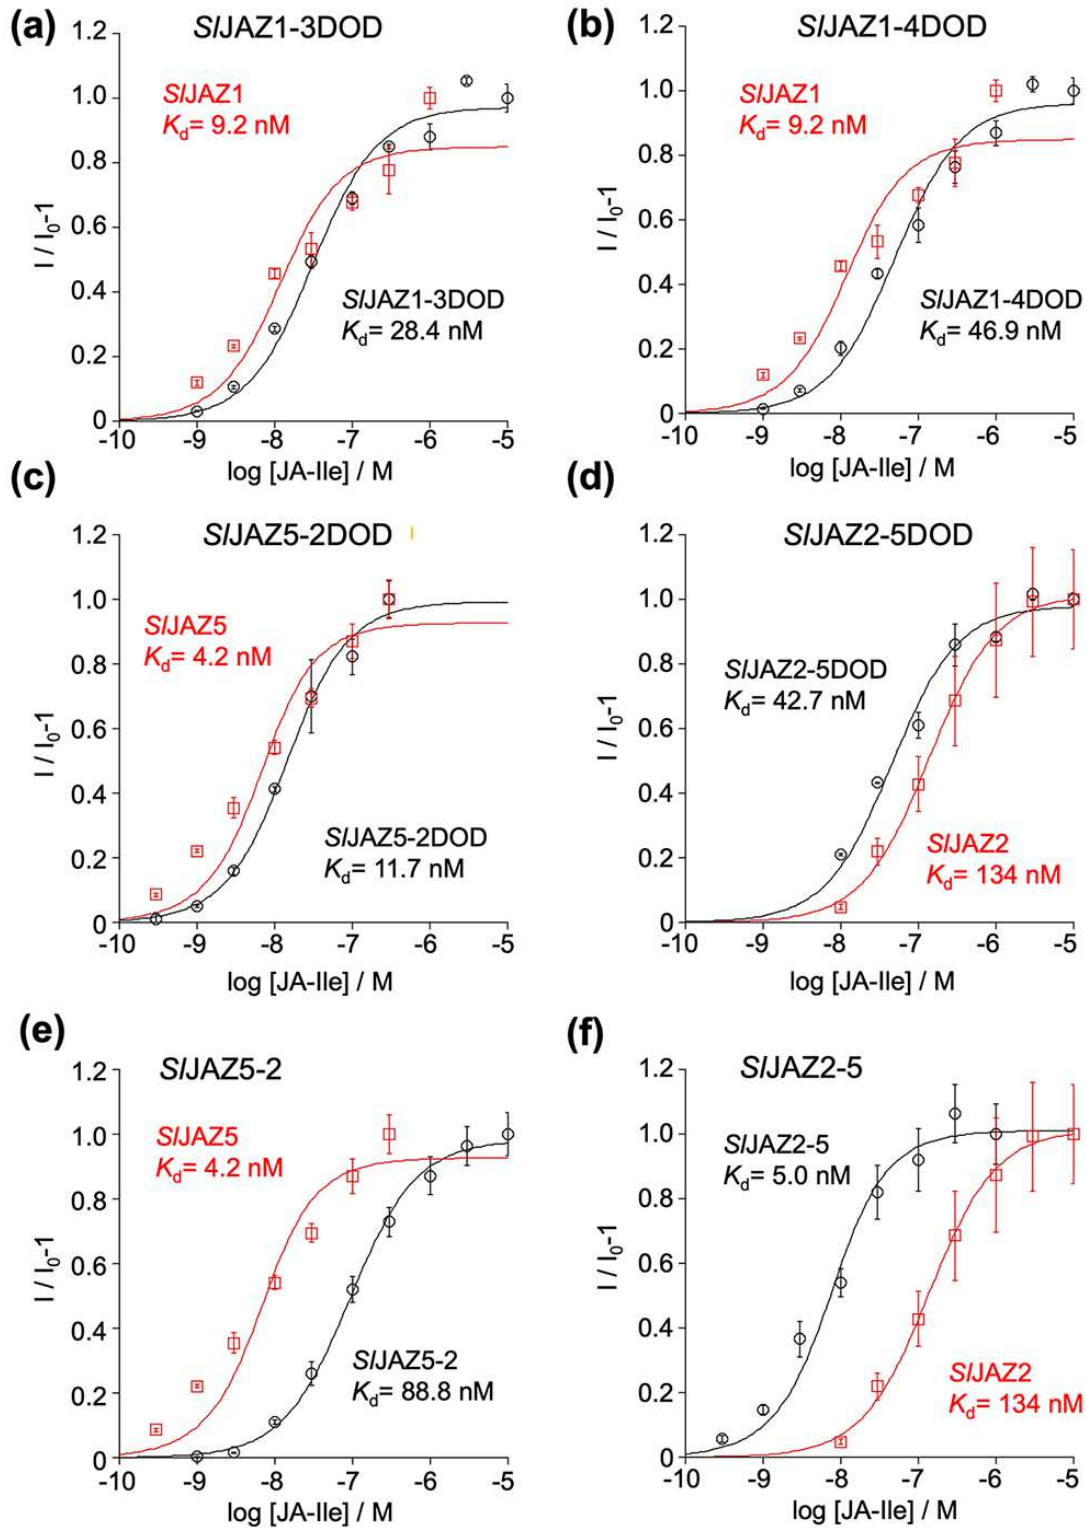 (a)
SlJAZ1-3DOD
1.2
1.0
0.8
0.6
0.4
0.2
0
I / I0-1
SlJAZ1
Kd= 9.2 nM
SlJAZ1-3DOD
Kd= 28.4 nM
-10 -9 -8 -7 -6 -5
log [JA-Ile] / M
(b)
SlJAZ1-4DOD
1.2
1.0
0.8
0.6
0.4
0.2
0
I / I0-1
SlJAZ1
Kd= 9.2 nM
SlJAZ1-4DOD
Kd= 46.9 nM
-10 -9 -8 -7 -6 -5
log [JA-Ile] / M
(c)
SlJAZ5-2DOD
1.2
1.0
0.8
0.6
0.4
0.2
0
I / I0-1
SlJAZ5
Kd= 4.2 nM
SlJAZ5-2DOD
Kd= 11.7 nM
-10 -9 -8 -7 -6 -5
log [JA-Ile] / M
(d)
SlJAZ2-5DOD
1.2
1.0
0.8
0.6
0.4
0.2
0
I / I0-1
SlJAZ2-5DOD
Kd= 42.7 nM
SlJAZ2
Kd= 134 nM
-10 -9 -8 -7 -6 -5
log [JA-Ile] / M
(e)
SlJAZ5-2
1.2
1.0
0.8
0.6
0.4
0.2
0
I / I0-1
SlJAZ5
Kd= 4.2 nM
SlJAZ5-2
Kd= 88.8 nM
-10 -9 -8 -7 -6 -5
log [JA-Ile] / M
(f)
SlJAZ2-5
1.2
1.0
0.8
0.6
0.4
0.2
0
I / I0-1
SlJAZ2-5
Kd= 5.0 nM
SlJAZ2
Kd= 134 nM
-10 -9 -8 -7 -6 -5
log [JA-Ile] / M